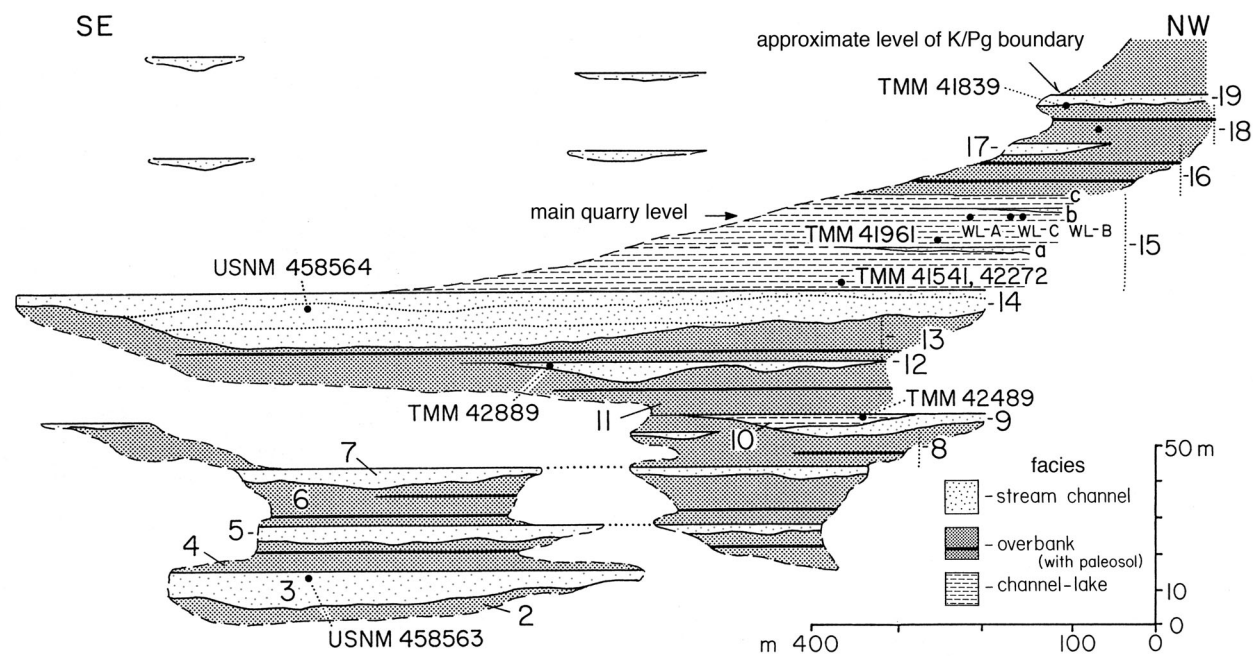 SE
NW
approximate level of K/Pg boundary
TMM 41839
-19
-18
17-
-16
c
main quarry level
b
WL-A
WL-C
WL-B
TMM 41961
-15
a
USNM 458564
TMM 41541, 42272
-14
-13
-12
TMM 42889
TMM 42489
11
10
-9
-8
7
6
5-
4
3
2
USNM 458563
50 m
facies
-stream channel
-overbank
(with paleosol)
-channel-lake
10
0
m 400
100
0